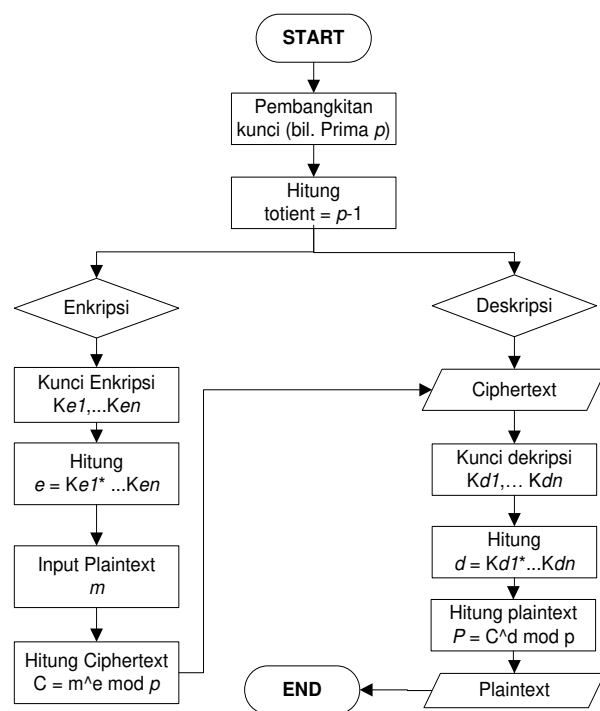 START
Pembangkitan
kunci (bil. Prima p)
Hitung
totient = p-1
Enkripsi
Kunci Enkripsi
Ke1,...Ken
Hitung
e = Ke1* ...Ken
Input Plaintext
m
Hitung Ciphertext
C = m^e mod p
Deskripsi
Ciphertext
Kunci dekripsi
Kd1,... Kdn
Hitung
d = Kd1*...Kdn
Hitung plaintext
P = C^d mod p
Plaintext
END